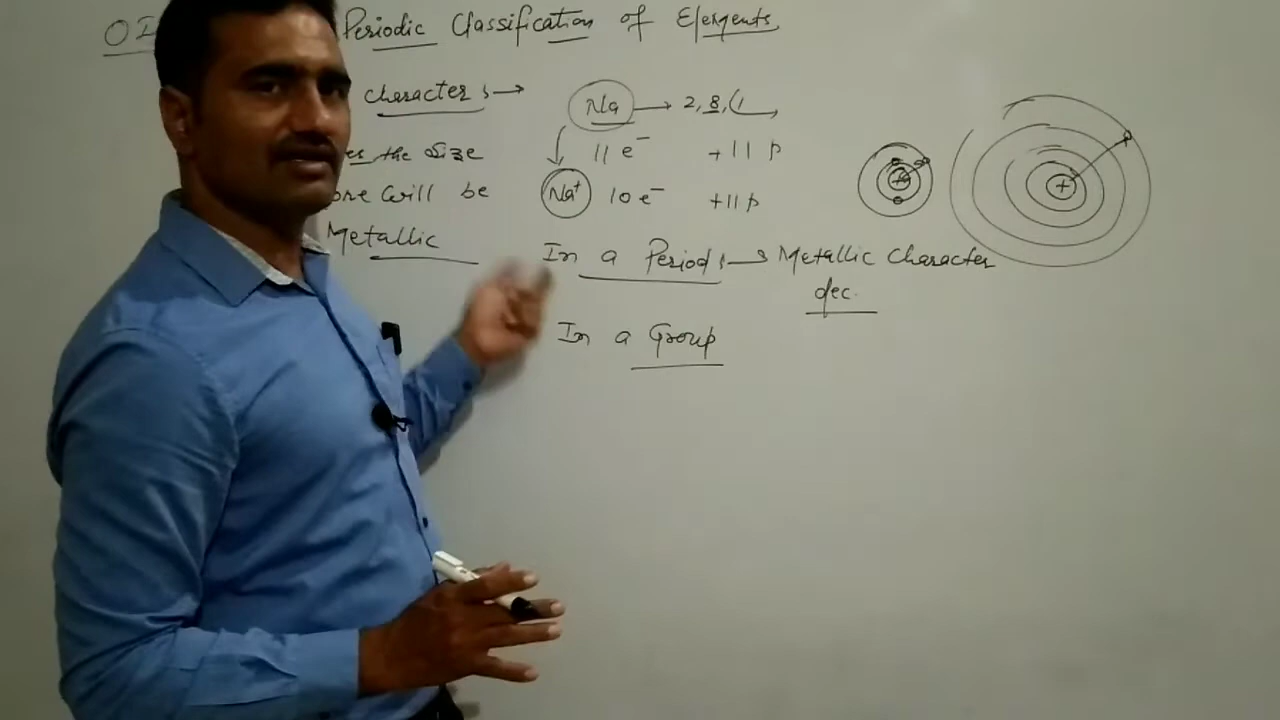 Periodic Classification of Elements
character :→
Na → 2, 8, 1
the Size
11 e⁻ +11 p
will be
Na⁺ 10 e⁻ +11 p
Metallic
In a Period :→ Metallic Character
dec.
In a Group
+
+